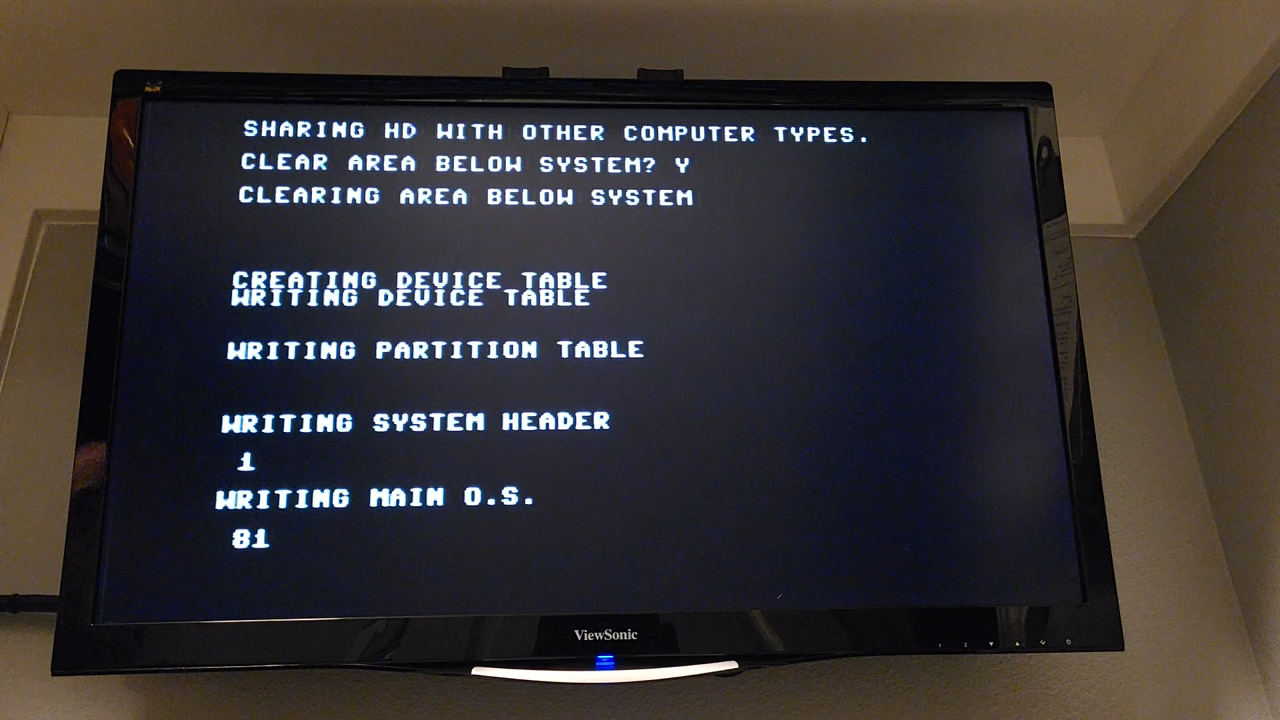 SHARING HD WITH OTHER COMPUTER TYPES.
CLEAR AREA BELOW SYSTEM? Y
CLEARING AREA BELOW SYSTEM
CREATING DEVICE TABLE
WRITING DEVICE TABLE
WRITING PARTITION TABLE
WRITING SYSTEM HEADER
1
WRITING MAIN O.S.
81
ViewSonic